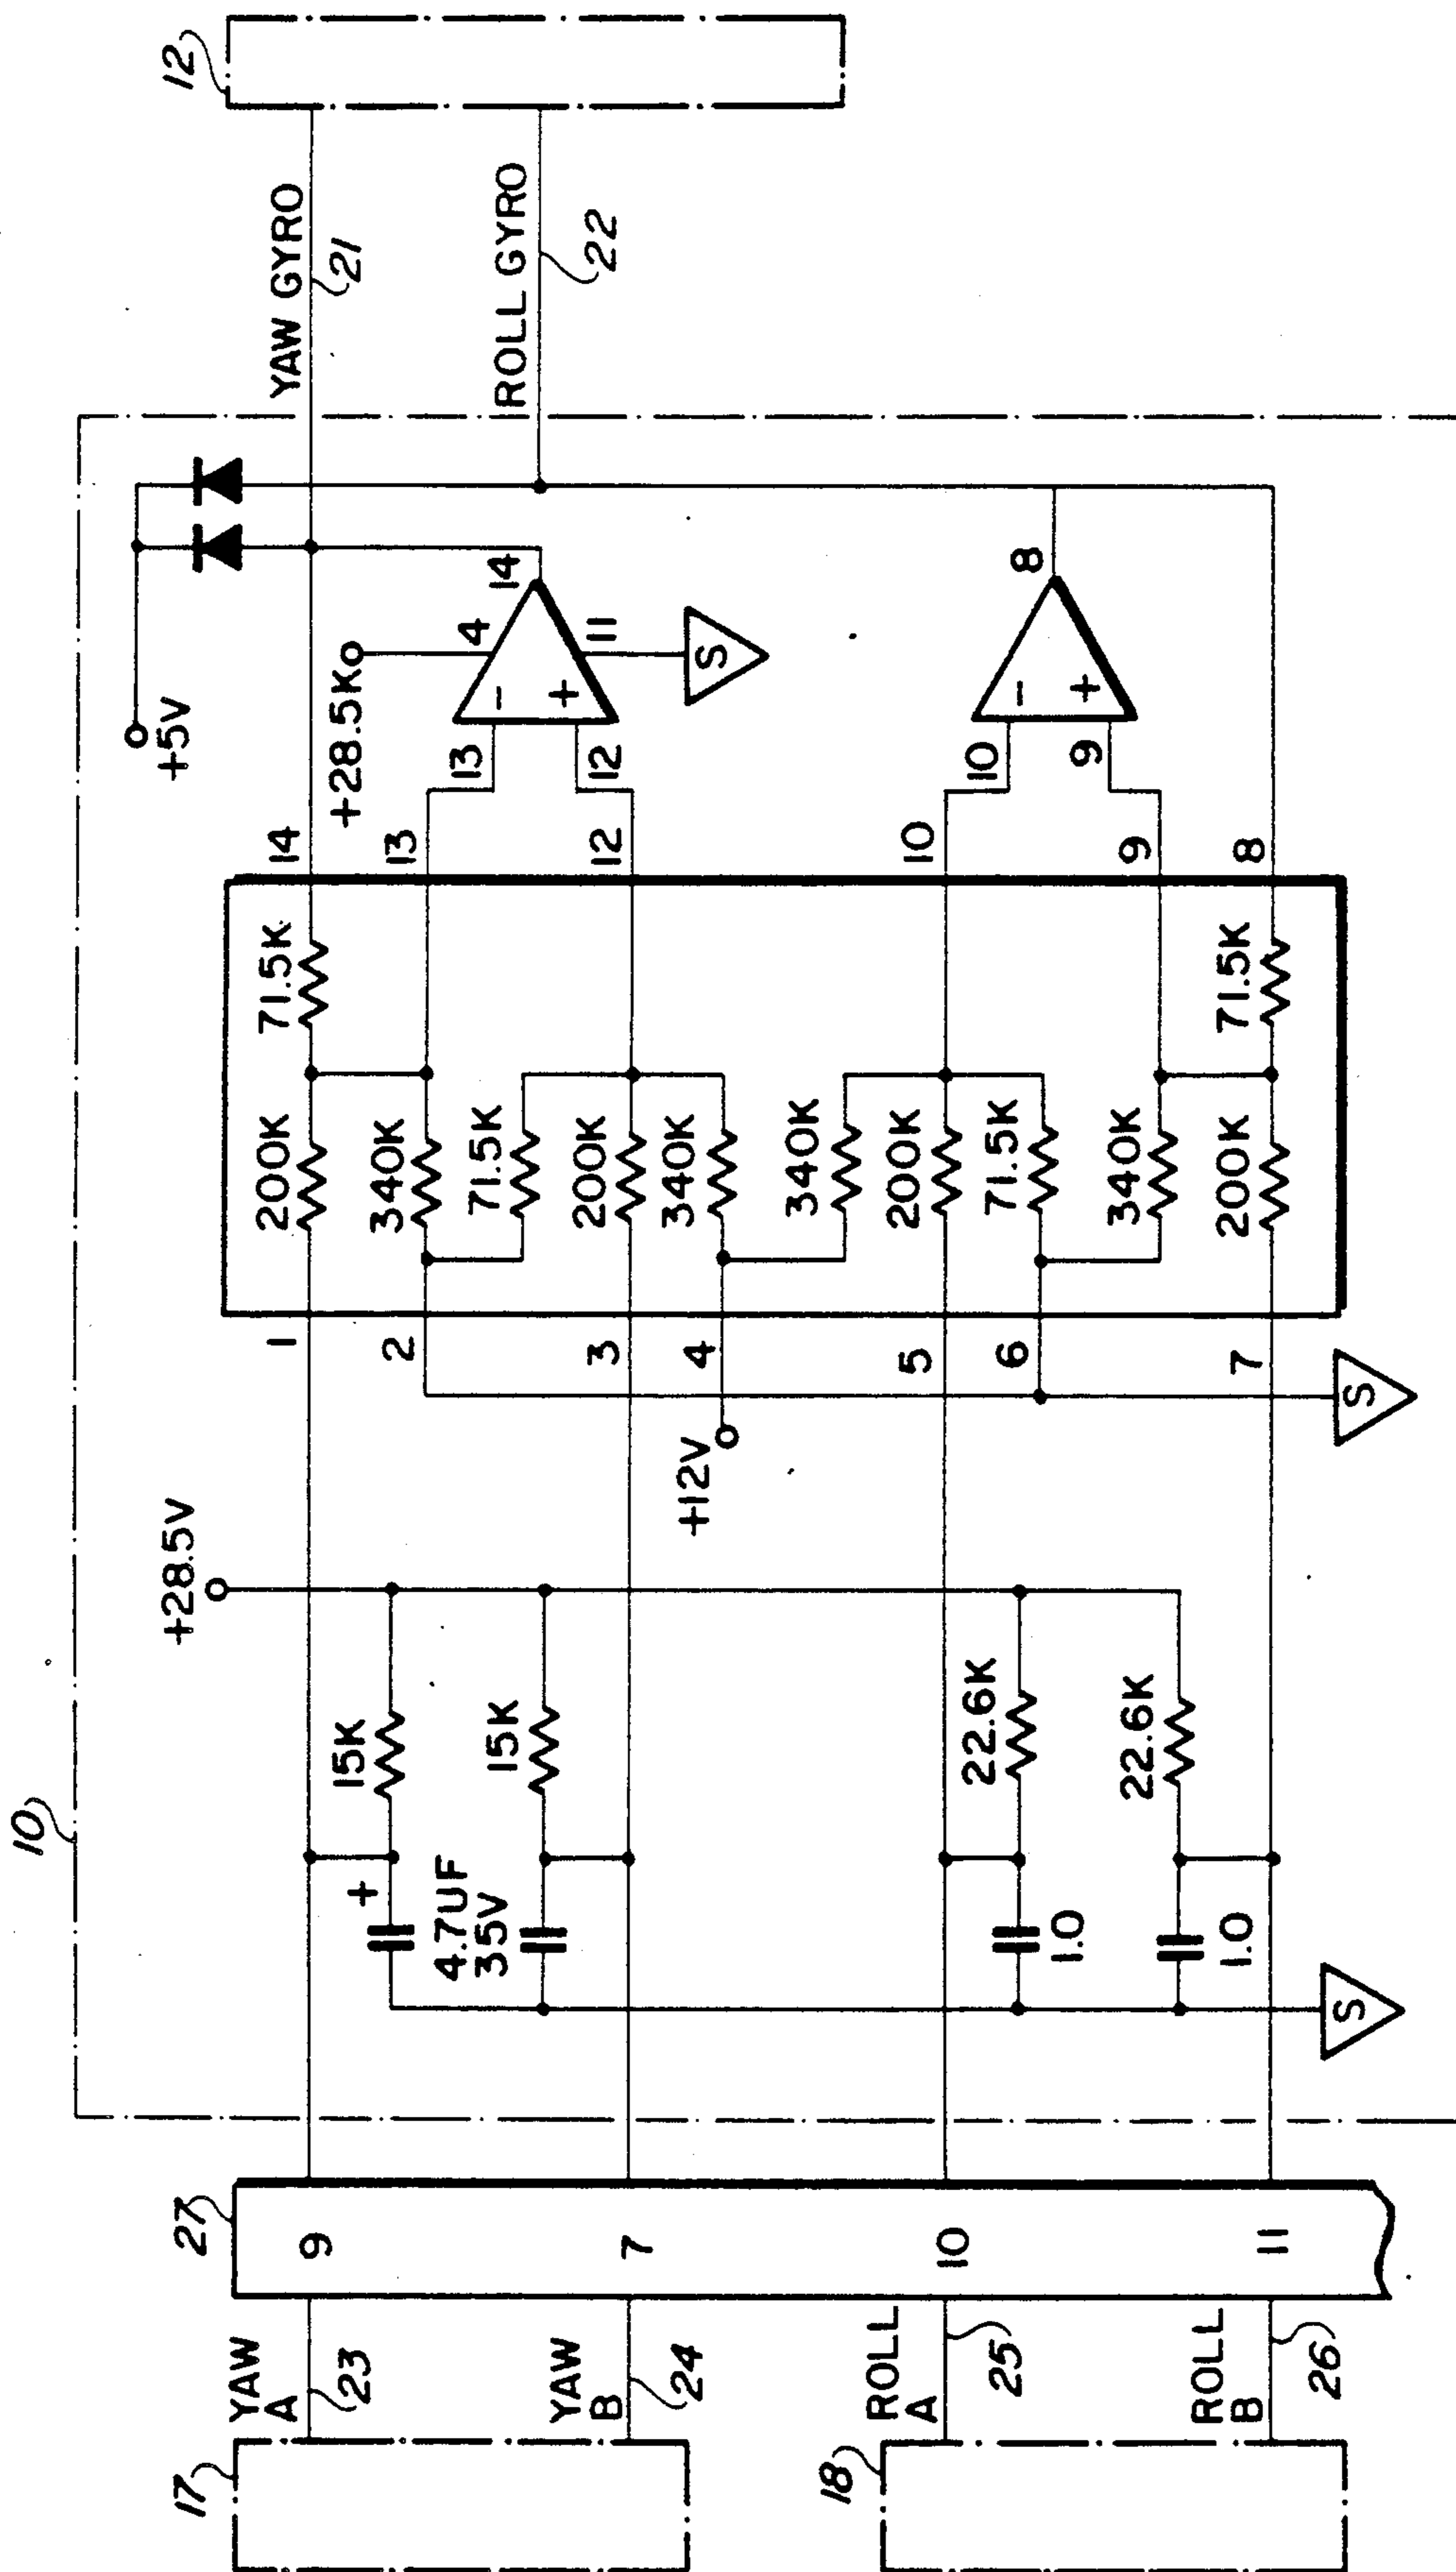 10
+28.5V
+5V
12
17
YAW
A
23
27
9
+
15K
1
200K
71.5K
14
YAW GYRO
21
2
340K
13
13
+28.5K
4
14
4.7UF
35V
15K
71.5K
-
+
11
S
ROLL GYRO
22
YAW
B
24
7
3
200K
12
12
+12V
4
340K
340K
18
ROLL
A
25
10
5
200K
10
10
8
-
+
22.6K
1.0
6
71.5K
340K
9
9
22.6K
1.0
ROLL
B
26
11
7
200K
71.5K
8
S
S